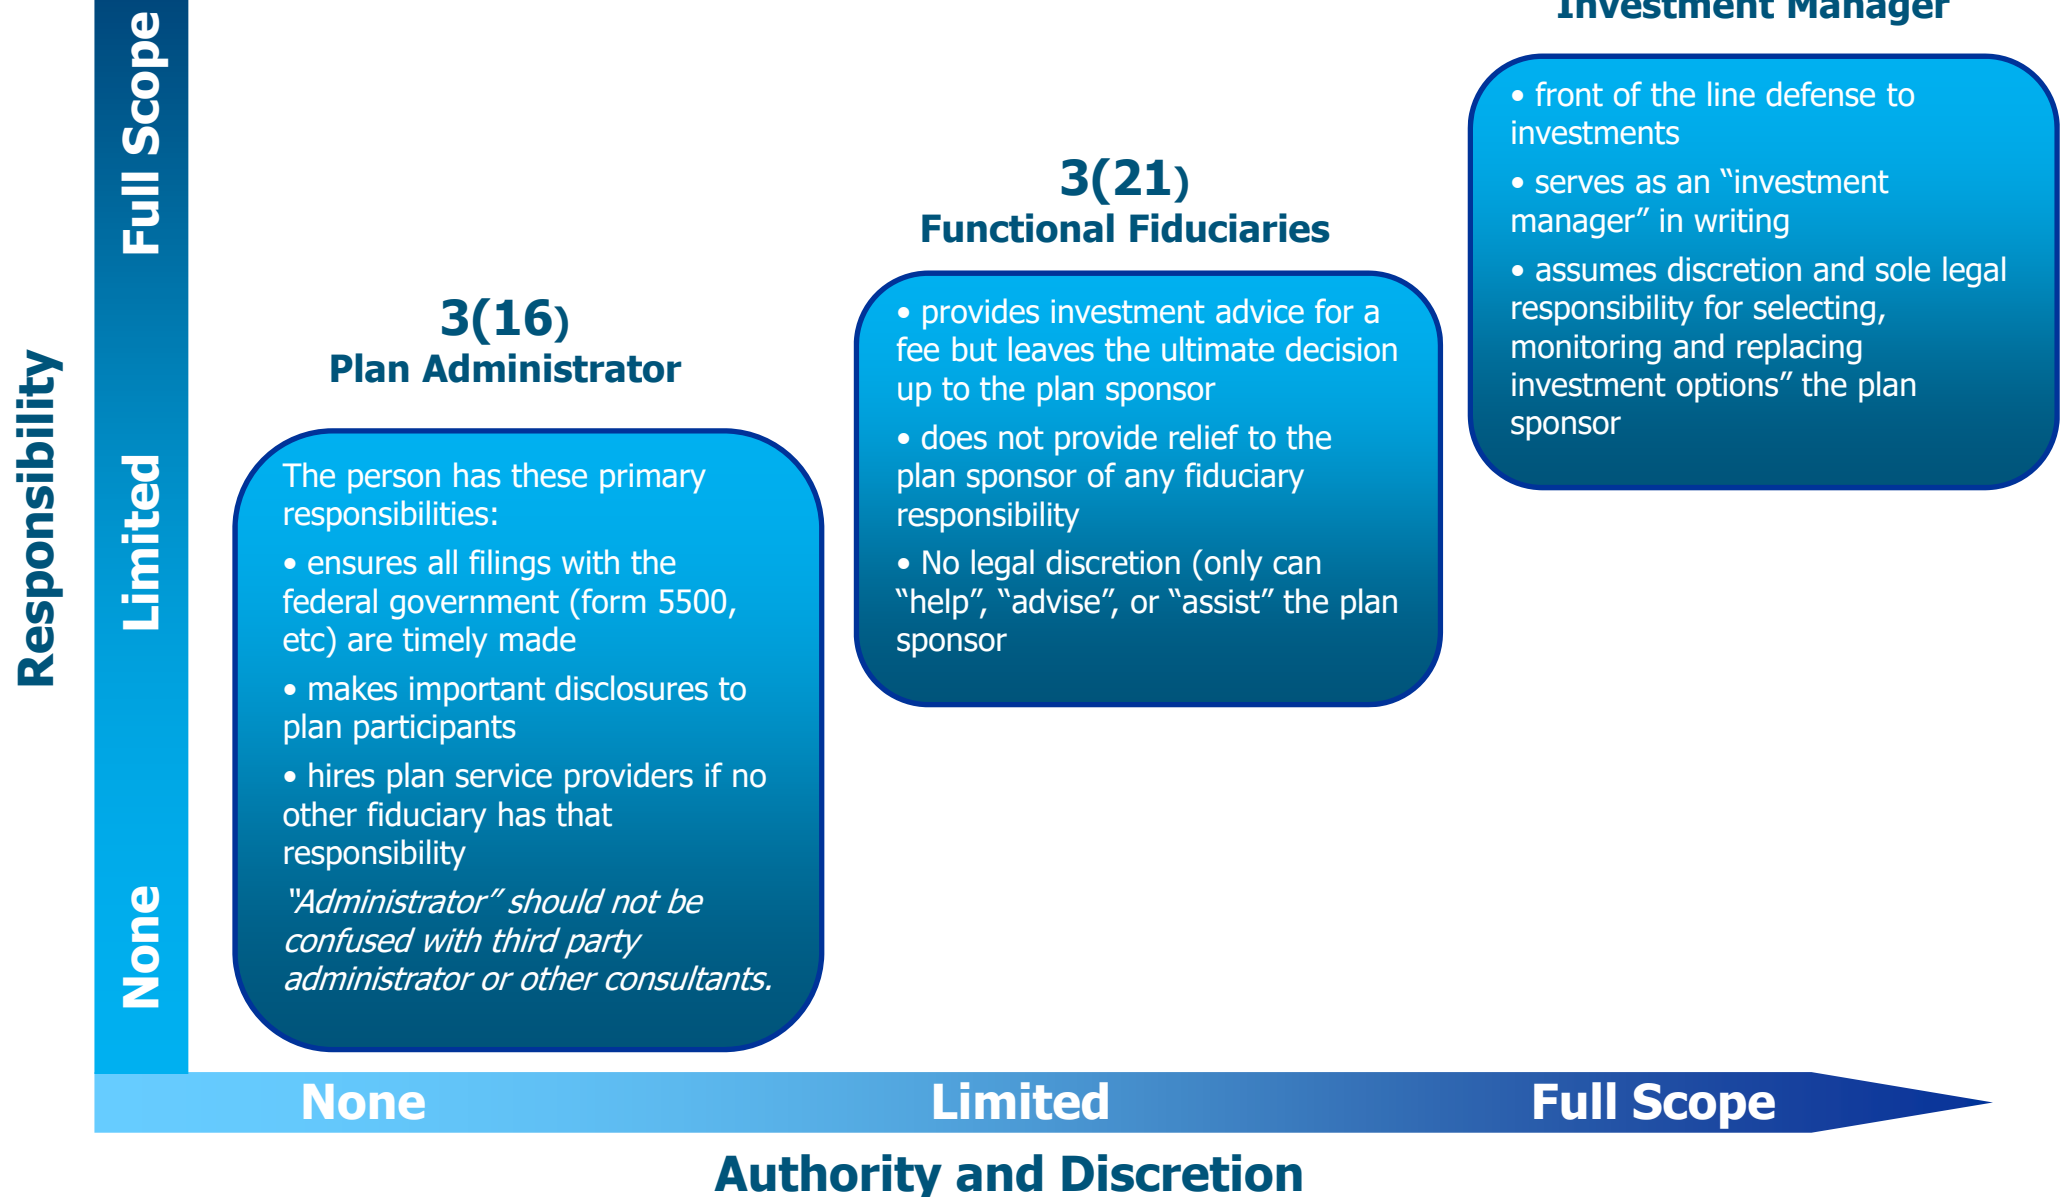 Investment Manager
• front of the line defense to
investments
• serves as an “investment
manager” in writing
• assumes discretion and sole legal
responsibility for selecting,
monitoring and replacing
investment options” the plan
sponsor
3(21)
Functional Fiduciaries
• provides investment advice for a
fee but leaves the ultimate decision
up to the plan sponsor
• does not provide relief to the
plan sponsor of any fiduciary
responsibility
• No legal discretion (only can
“help”, “advise”, or “assist” the plan
sponsor
3(16)
Plan Administrator
The person has these primary
responsibilities:
• ensures all filings with the
federal government (form 5500,
etc) are timely made
• makes important disclosures to
plan participants
• hires plan service providers if no
other fiduciary has that
responsibility
“Administrator” should not be
confused with third party
administrator or other consultants.
Responsibility
Full Scope
Limited
None
None
Limited
Full Scope
Authority and Discretion